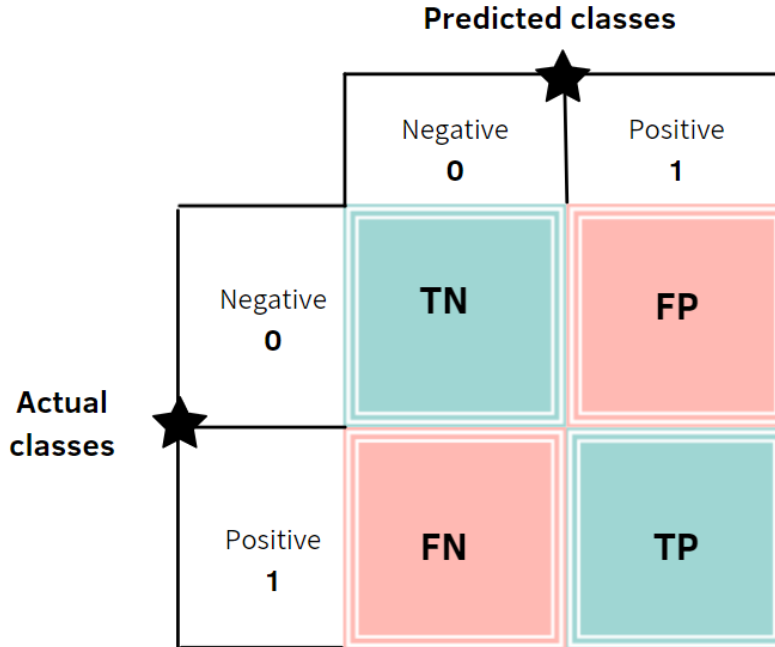 Predicted classes
Negative Positive
0 1
Negative
0
TN FP
Actual
classes
Positive
1
FN TP